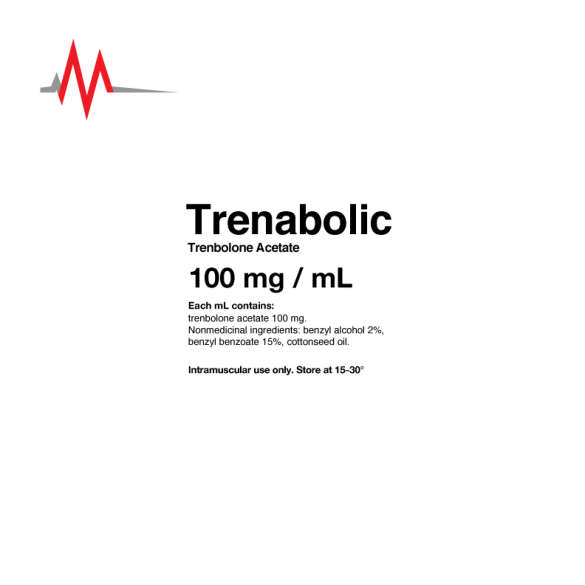 Trenabolic
Trenbolone Acetate
100 mg / mL
Each mL contains:
trenbolone acetate 100 mg.
Nonmedicinal ingredients: benzyl alcohol 2%,
benzyl benzoate 15%, cottonseed oil.
Intramuscular use only. Store at 15-30°